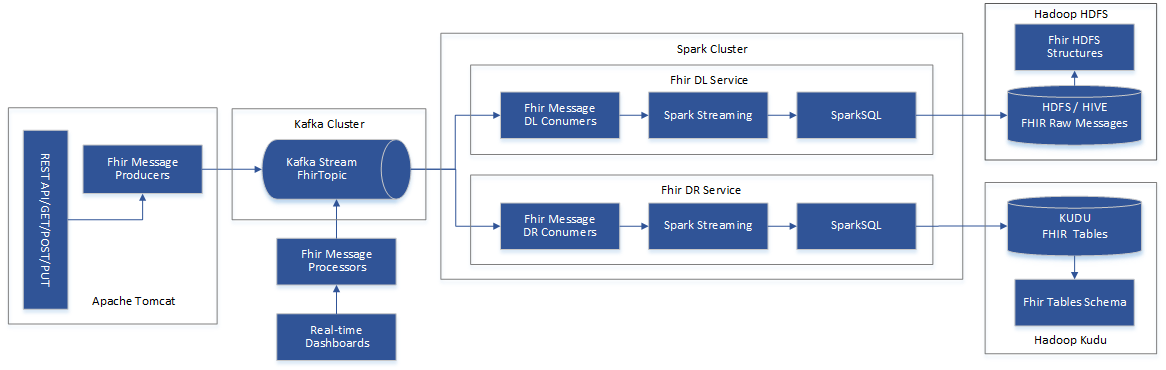 REST API/GET/POST/PUT
Fhir Message
Producers
Apache Tomcat
Kafka Cluster
Kafka Stream
FhirTopic
Fhir Message
Processors
Real-time
Dashboards
Spark Cluster
Fhir DL Service
Fhir Message
DL Conumers
Spark Streaming
SparkSQL
Fhir DR Service
Fhir Message
DR Conumers
Spark Streaming
SparkSQL
Hadoop HDFS
Fhir HDFS
Structures
HDFS / HIVE
FHIR Raw Messages
KUDU
FHIR Tables
Fhir Tables Schema
Hadoop Kudu